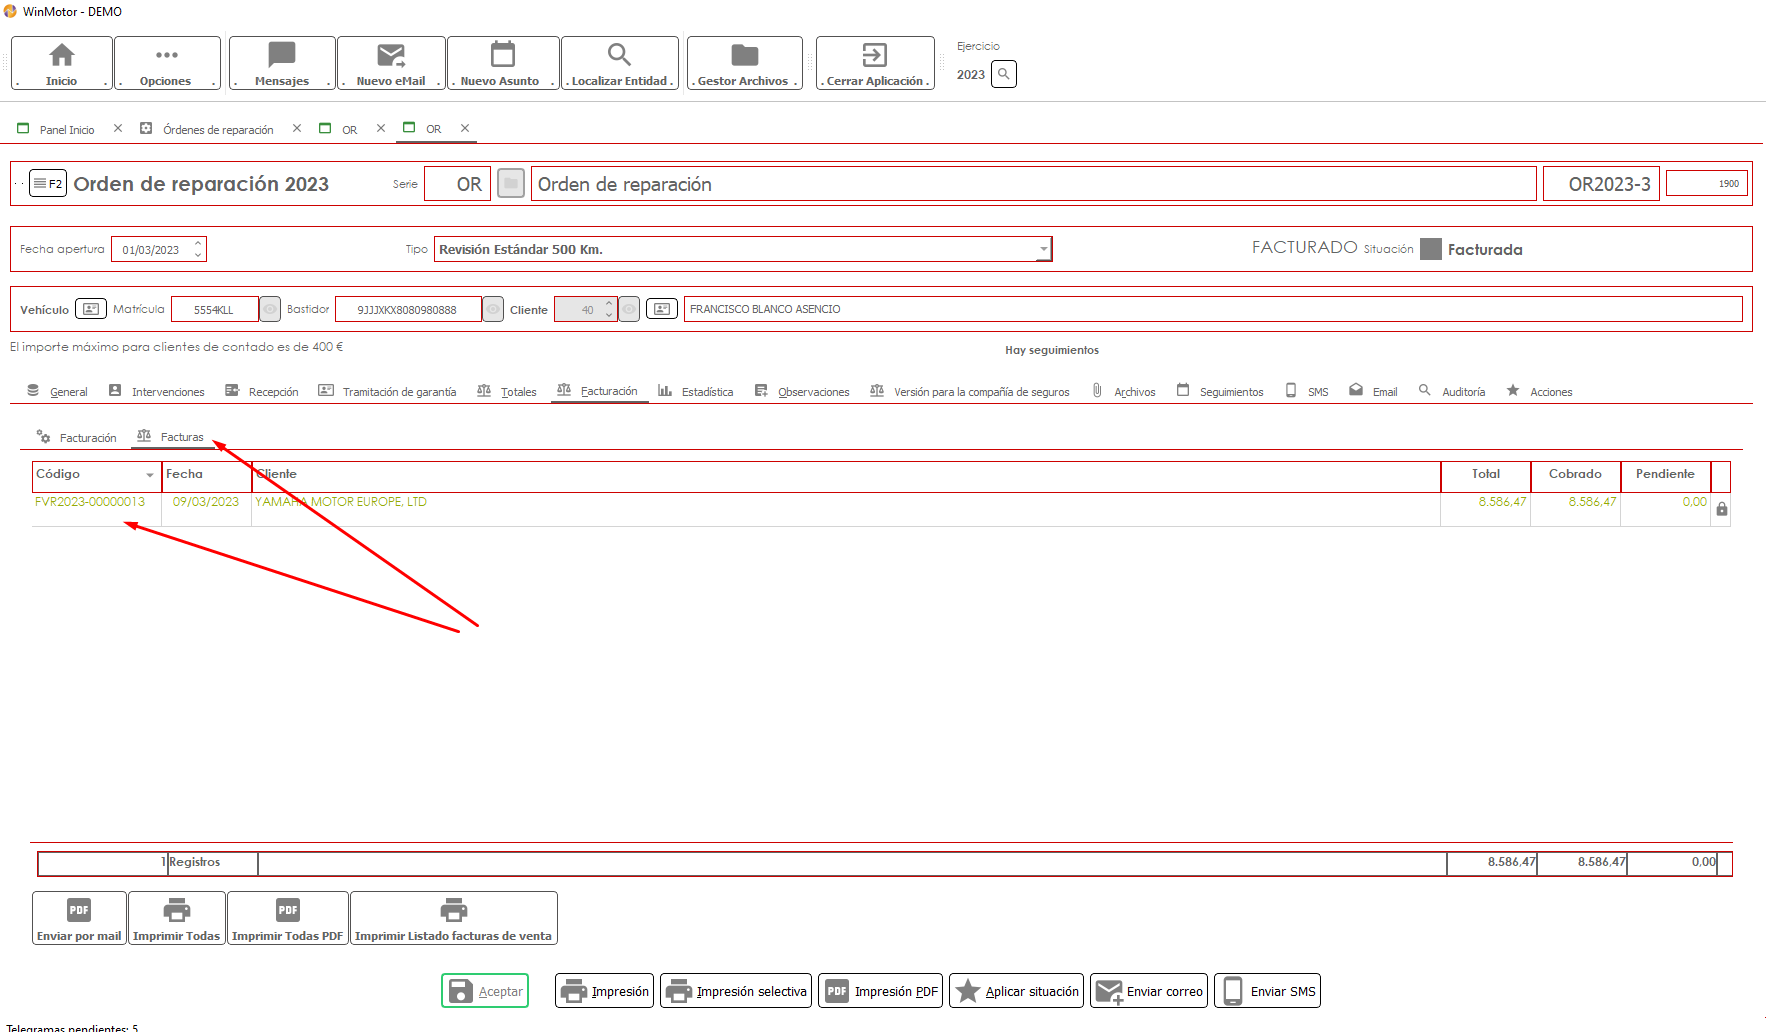 WinMotor - DEMO
Inicio
Opciones
Mensajes
Nuevo eMail
Nuevo Asunto
Localizar Entidad
Gestor Archivos
Cerrar Aplicación
Ejercicio
2023
Panel Inicio
Órdenes de reparación
OR
OR
F2 Orden de reparación 2023 Serie OR Orden de reparación OR2023-3 1900
Fecha apertura 01/03/2023 Tipo Revisión Estándar 500 Km. FACTURADO Situación Facturada
Vehículo Matrícula 5554KLL Bastidor 9JJJXKX8080980888 Cliente 40 FRANCISCO BLANCO ASENCIO
El importe máximo para clientes de contado es de 400 € Hay seguimientos
General Intervenciones Recepción Tramitación de garantía Totales Facturación Estadística Observaciones Versión para la compañía de seguros Archivos Seguimientos SMS Email Auditoría Acciones
Facturación Facturas
Código Fecha Cliente Total Cobrado Pendiente
FVR2023-00000013 09/03/2023 YAMAHA MOTOR EUROPE, LTD 8.586,47 8.586,47 0,00
1 Registros 8.586,47 8.586,47 0,00
PDF Enviar por mail
Imprimir Todas
PDF Imprimir Todas PDF
Imprimir Listado facturas de venta
Aceptar
Impresión
Impresión selectiva
PDF Impresión PDF
Aplicar situación
Enviar correo
Enviar SMS
Telegramas pendientes: 5